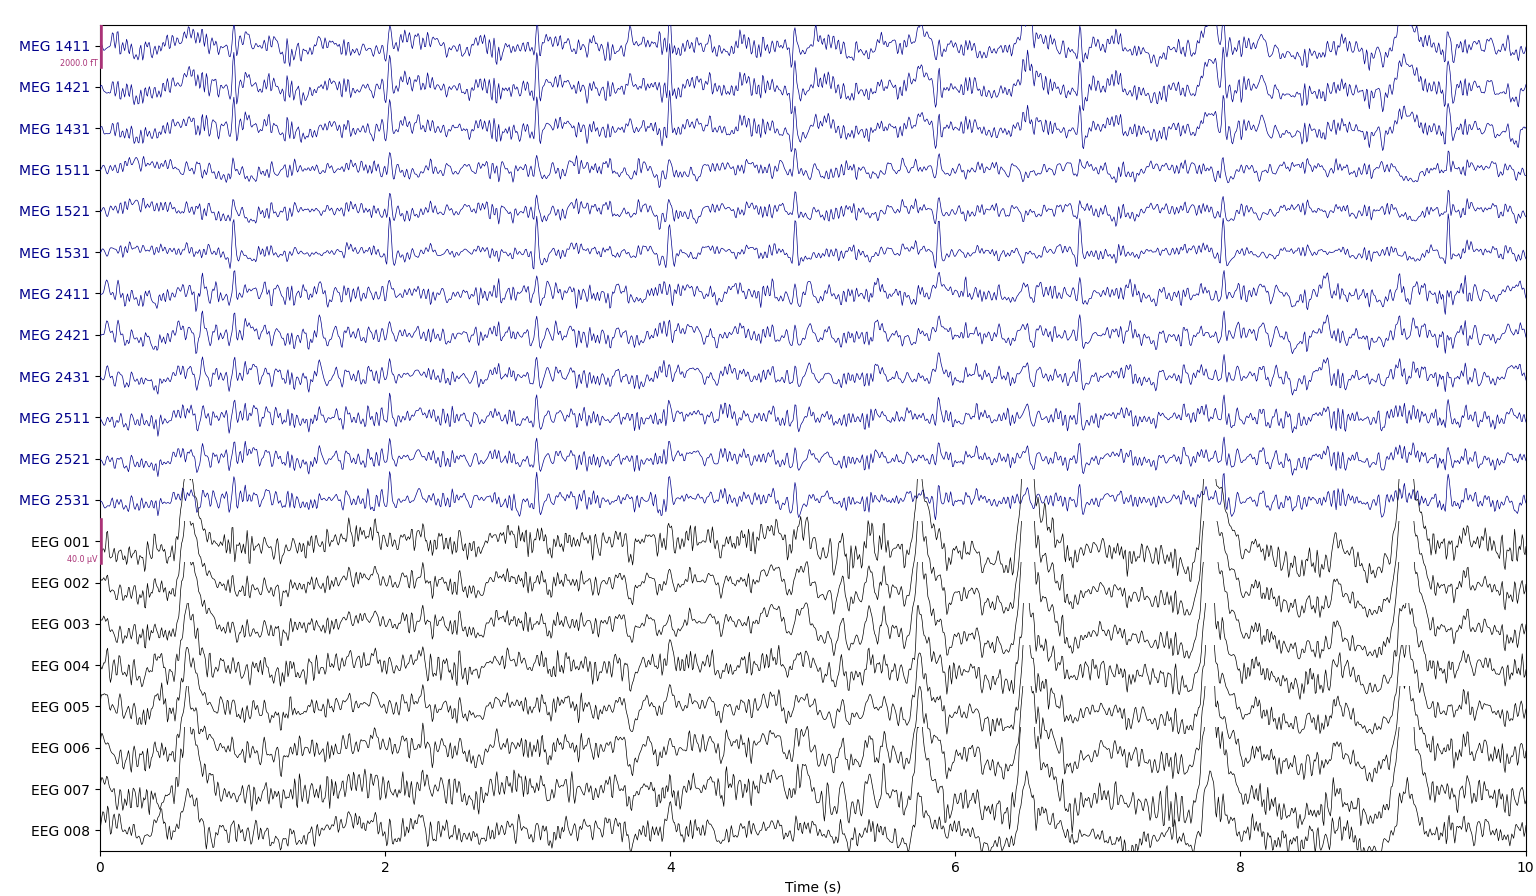 MEG 1411
2000.0 fT
MEG 1421
MEG 1431
MEG 1511
MEG 1521
MEG 1531
MEG 2411
MEG 2421
MEG 2431
MEG 2511
MEG 2521
MEG 2531
EEG 001
40.0 µV
EEG 002
EEG 003
EEG 004
EEG 005
EEG 006
EEG 007
EEG 008
0 2 4 6 8 10
Time (s)